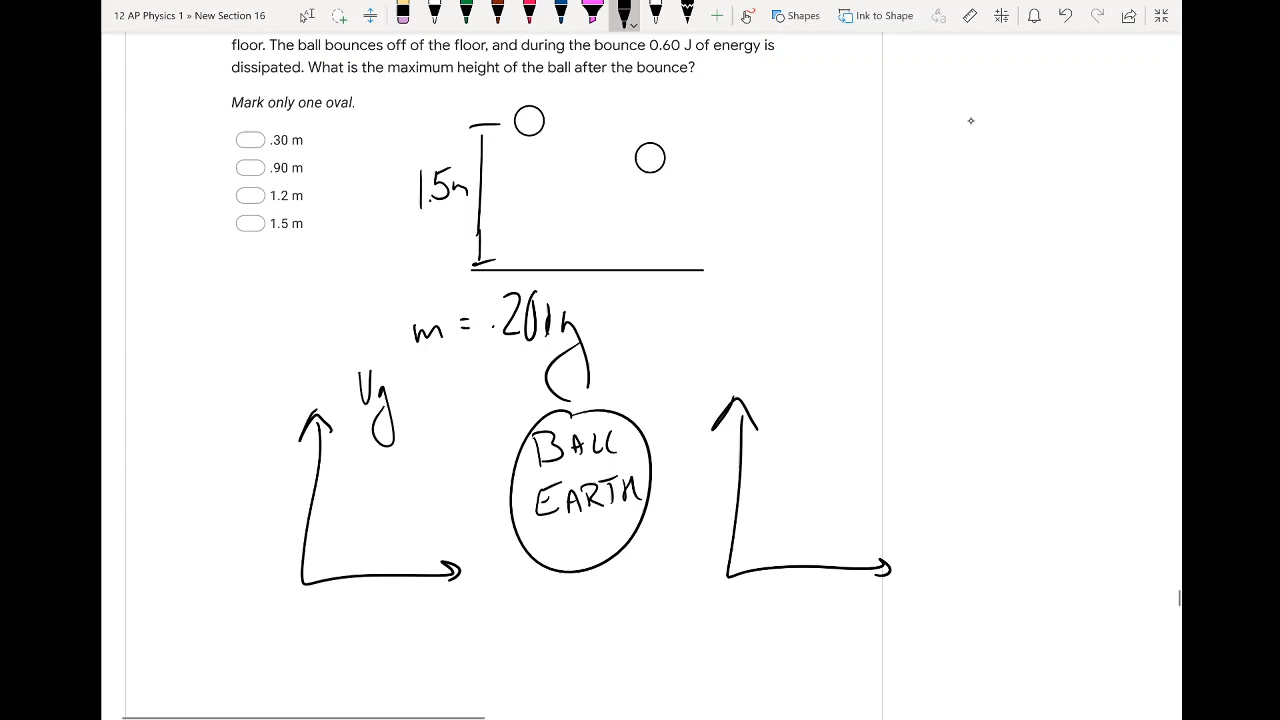 12 AP Physics 1 » New Section 16
Shapes
Ink to Shape
floor. The ball bounces off of the floor, and during the bounce 0.60 J of energy is
dissipated. What is the maximum height of the ball after the bounce?
Mark only one oval.
.30 m
.90 m
1.2 m
1.5 m
1.5m
m = .20kg
Ug
BALL
EARTH